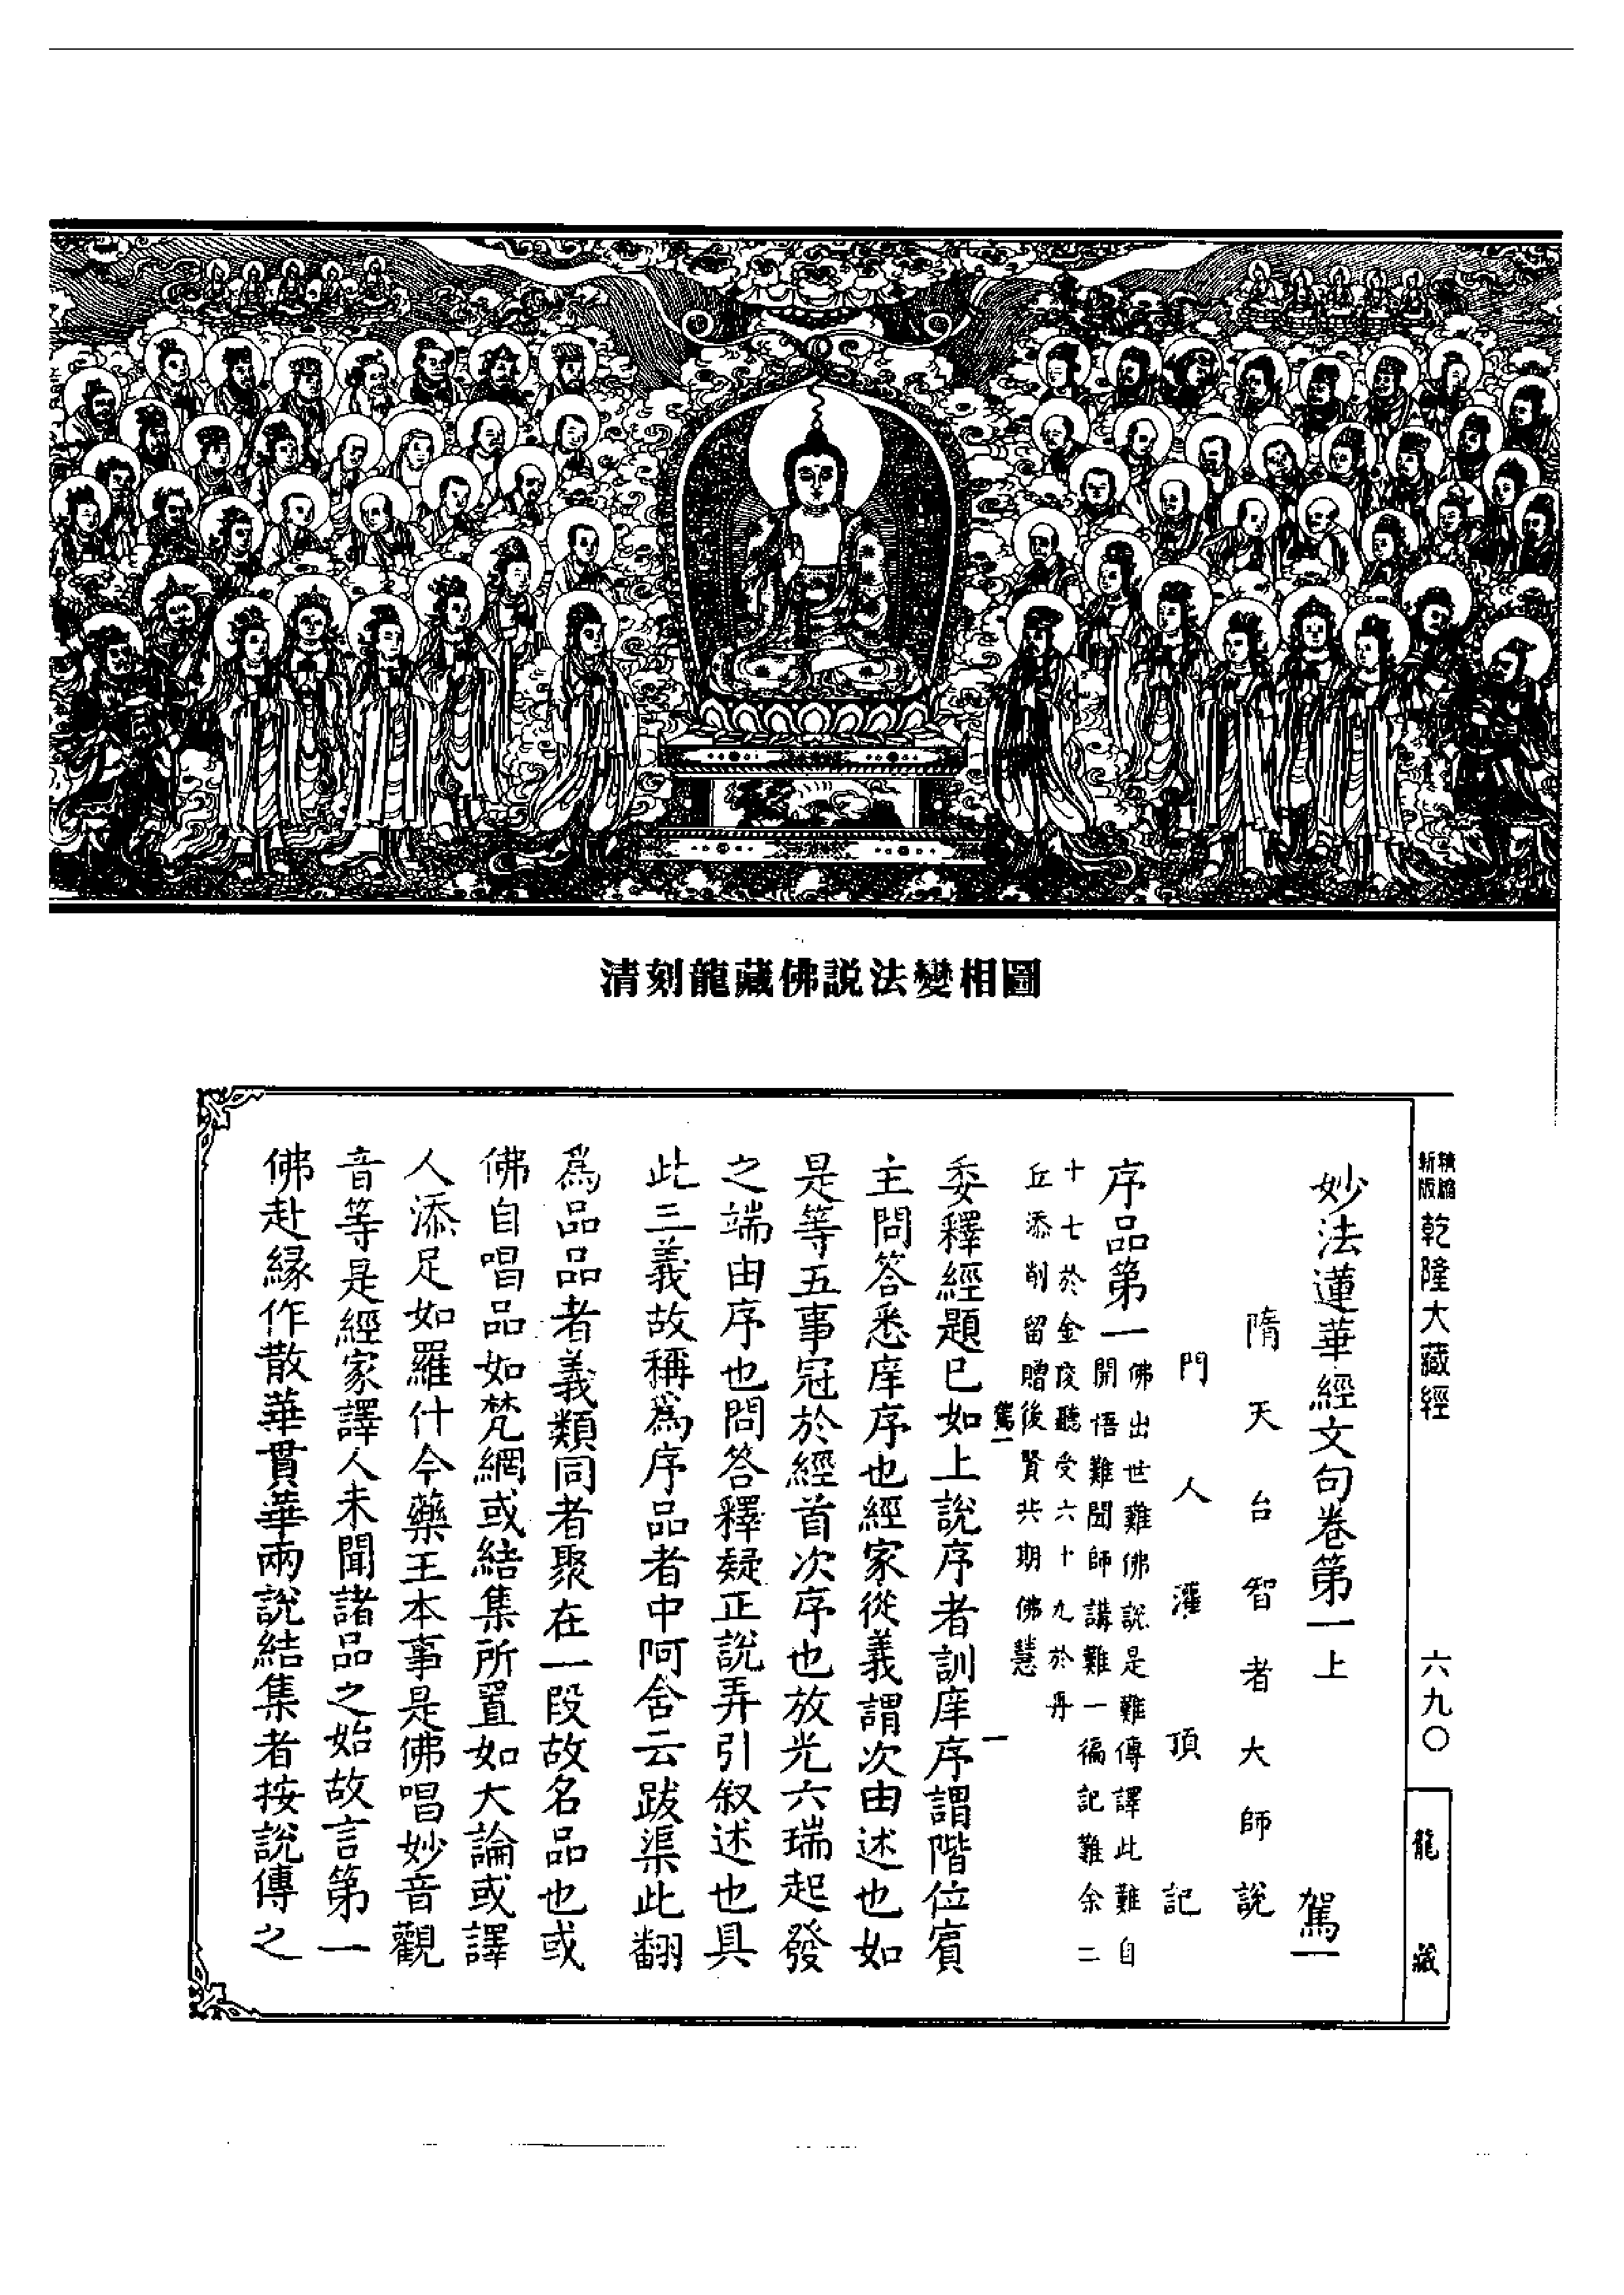 清刻龍藏佛説法變相圖
新版精縮乾隆大藏經
六九〇
龍藏
妙法蓮華經文句卷第一上 駕一
隋天台智者大師說
門人灌頂記
序品第一
佛出世難佛說是難傳譯此難自
開悟難聞師講難一徧記難余二
十七於金陵聽受六十九於丹
丘添削留贈後賢共期佛慧
駕一
一
委釋經題已如上說序者訓庠序謂階位賓
主問答悉庠序也經家從義謂次由述也如
是等五事冠於經首次序也放光六瑞起發
之端由序也問答釋疑正說弄引叙述也具
此三義故稱爲序品者中阿含云跋渠此翻
爲品品者義類同者聚在一段故名品也或
佛自唱品如梵網或結集所置如大論或譯
人添足如羅什今藥王本事是佛唱妙音觀
音等是經家譯人未聞諸品之始故言第一
佛赴緣作散華貫華兩說結集者按說傳之